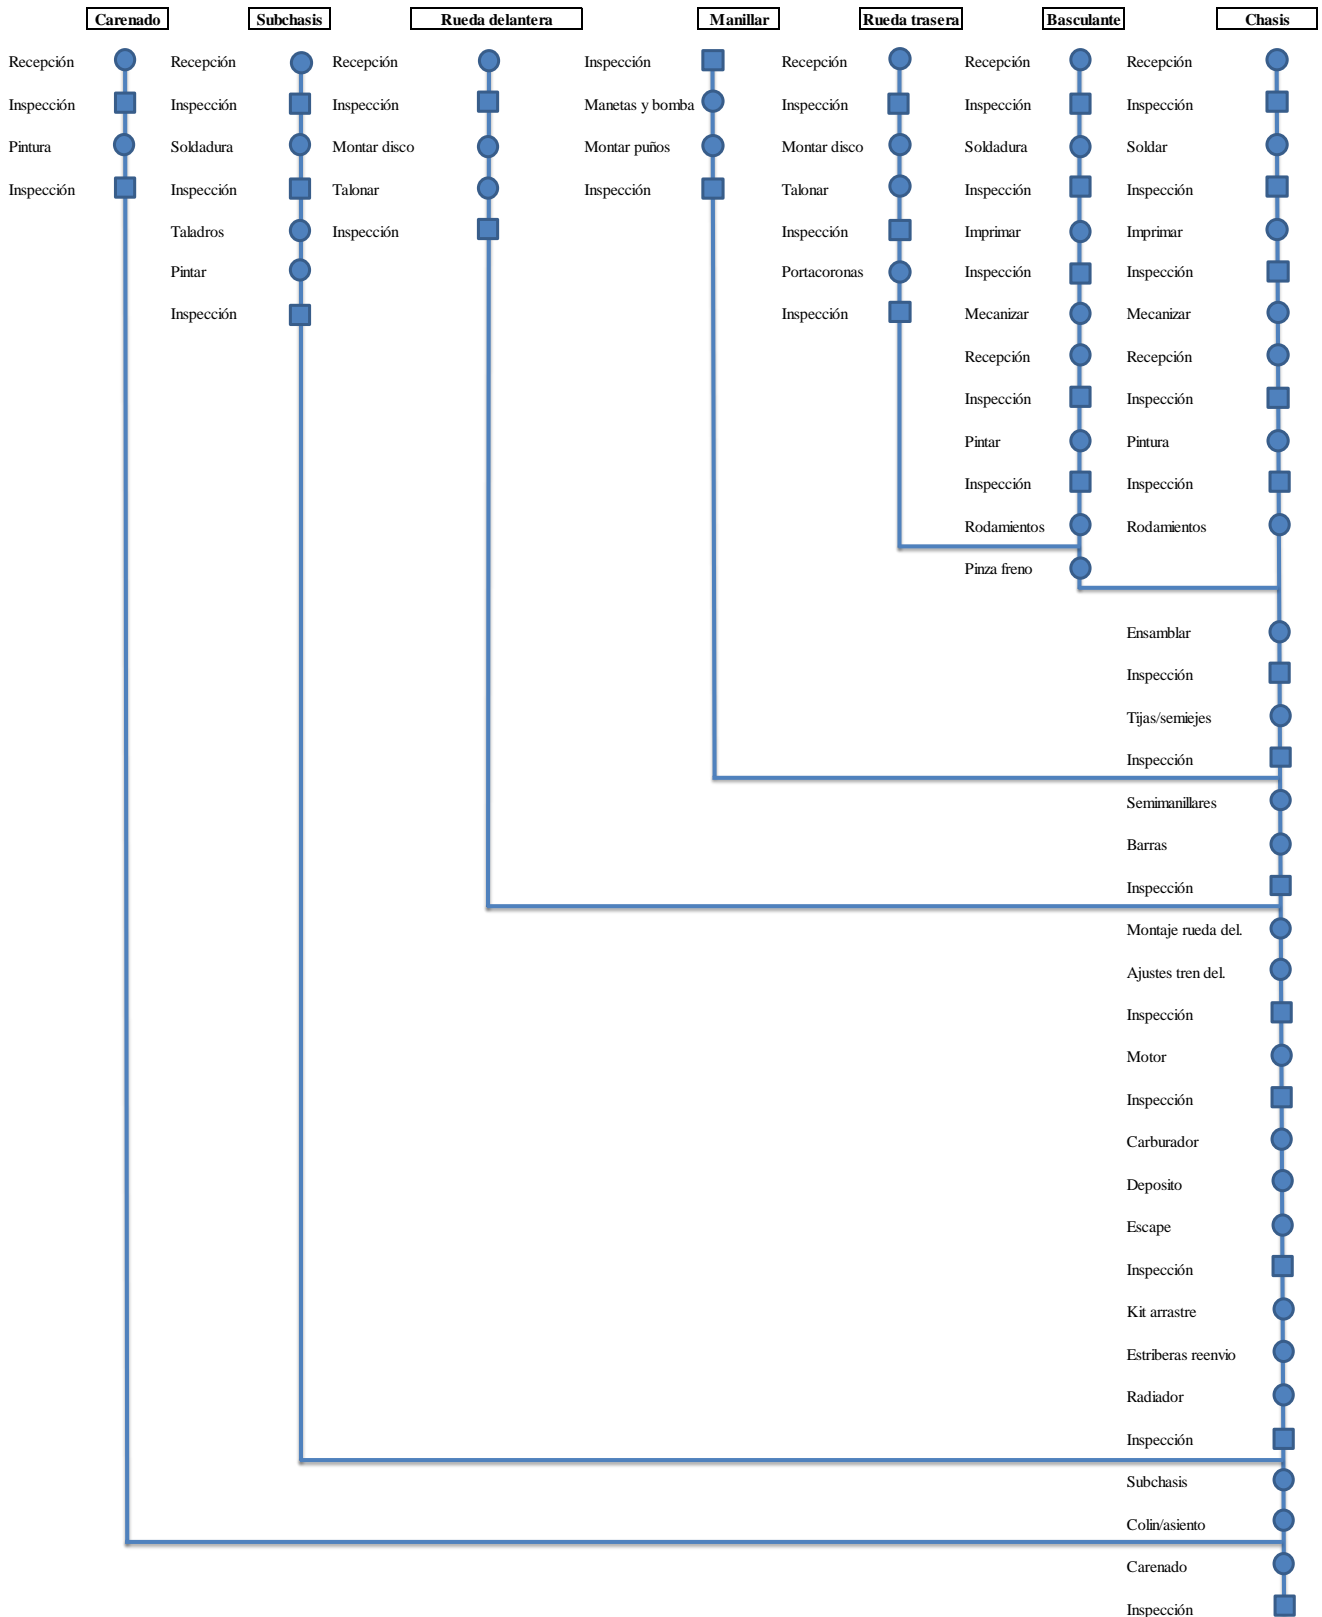 Carenado Subchasis Rueda delantera Manillar Rueda trasera Basculante Chasis
Recepción Recepción Recepción Inspección Recepción Recepción Recepción
Inspección Inspección Inspección Manetas y bomba Inspección Inspección Inspección
Pintura Soldadura Montar disco Montar puños Montar disco Soldadura Soldar
Inspección Inspección Talonar Inspección Talonar Inspección Inspección
Taladros Inspección Inspección Imprimar Imprimar
Pintar Portacoronas Inspección Inspección
Inspección Inspección Mecanizar Mecanizar
Recepción Recepción
Inspección Inspección
Pintar Pintura
Inspección Inspección
Rodamientos Rodamientos
Pinza freno
Ensamblar
Inspección
Tijas/semiejes
Inspección
Semimanillares
Barras
Inspección
Montaje rueda del.
Ajustes tren del.
Inspección
Motor
Inspección
Carburador
Deposito
Escape
Inspección
Kit arrastre
Estriberas reenvio
Radiador
Inspección
Subchasis
Colin/asiento
Carenado
Inspección